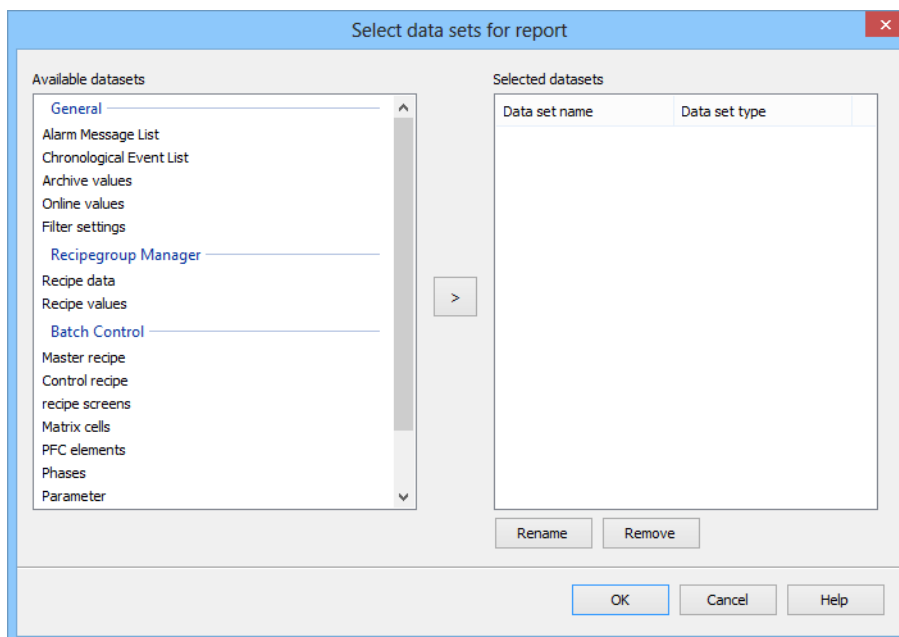 Select data sets for report
Available datasets
General
Alarm Message List
Chronological Event List
Archive values
Online values
Filter settings
Recipegroup Manager
Recipe data
Recipe values
Batch Control
Master recipe
Control recipe
recipe screens
Matrix cells
PFC elements
Phases
Parameter
>
Selected datasets
Data set name Data set type
Rename Remove
OK Cancel Help